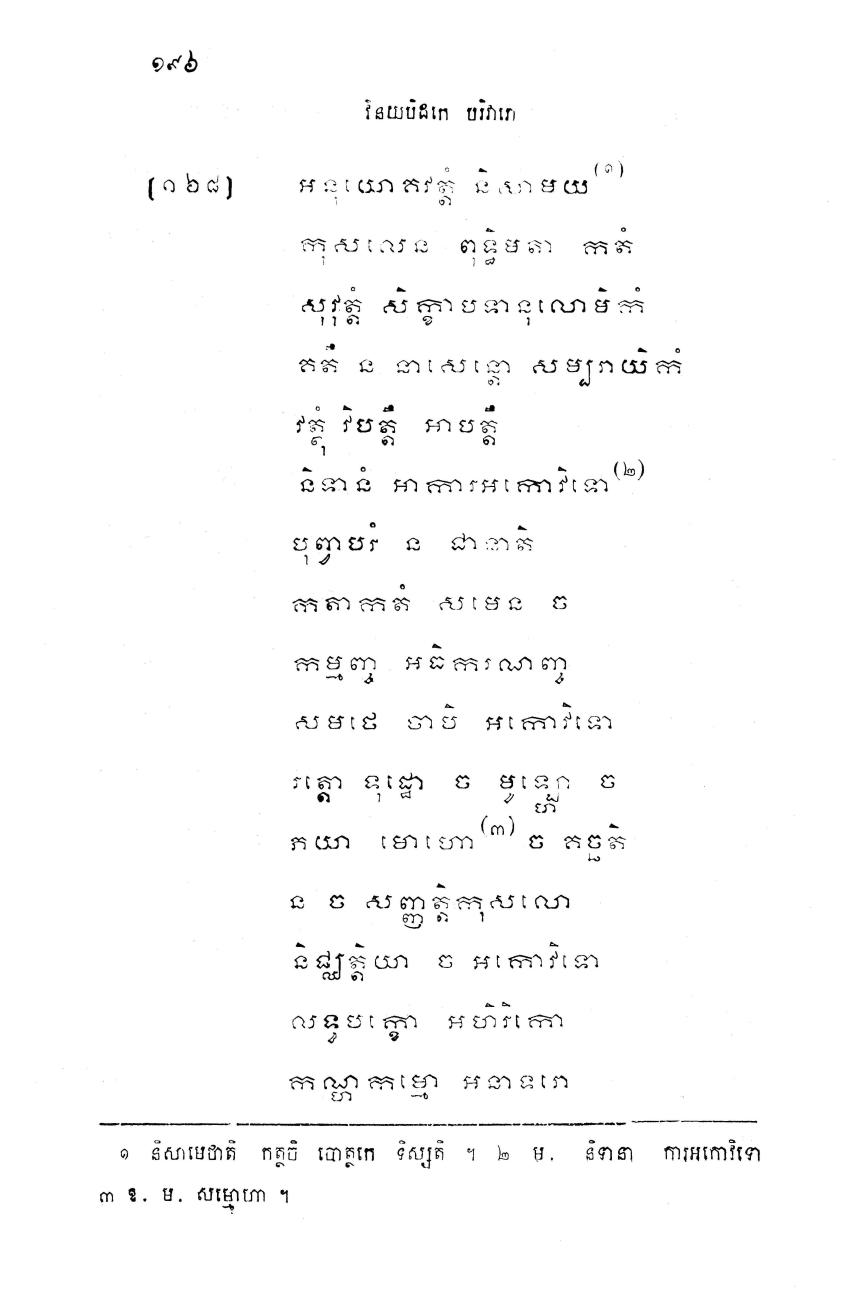 ១៩៦
វិនយបិដកេ បរិវារោ
(១៦៨) អនុយោគវត្តំ និសាមយ(១)
កុសលេន ពុទ្ធិមតា កតំ
សុវុត្តំ សិក្ខាបទានុលោមិកំ
គតឹ ន នាសេន្តោ សម្បរាយិកំ
វត្ថុំ វិបត្តឹ អាបត្តឹ
និទានំ អាការអកោវិទោ(២)
បុព្វាបរំ ន ជានាតិ
កតាកតំ សមេន ច
កម្មញ្ច អធិករណញ្ច
សមថេ ចាបិ អកោវិទោ
រត្តោ ទុដ្ឋោ ច មូឡ្ហោ ច
ភយា មោហោ(៣) ច គច្ឆតិ
ន ច សញ្ញត្តិកុសលោ
និជ្ឈត្តិយា ច អកោវិទោ
លទ្ធបក្ខោ អហិរិកោ
កណ្ហកម្មោ អនាទរោ
១ និសាមេថាតិ កត្ថចិ បោត្ថកេ ទិស្សតិ ។ ២ ម. និទានា ការអកោវិទោ
៣ ឱ. ម. សម្មោហា ។